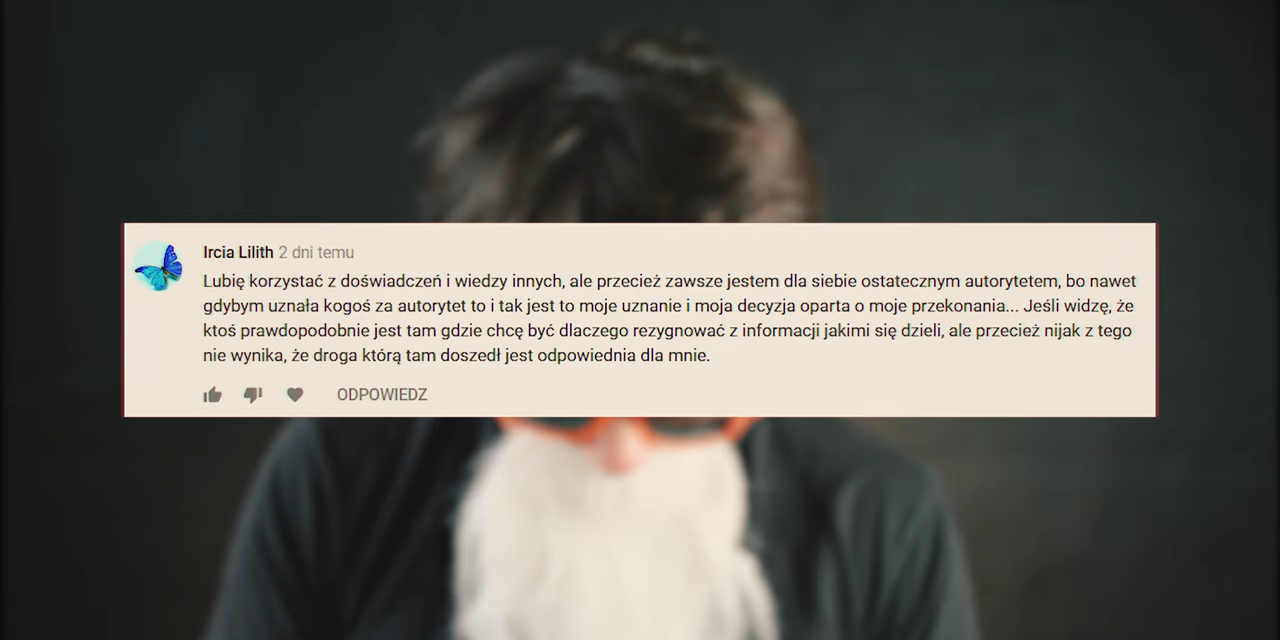 Ircia Lilith 2 dni temu
Lubię korzystać z doświadczeń i wiedzy innych, ale przecież zawsze jestem dla siebie ostatecznym autorytetem, bo nawet
gdybym uznała kogoś za autorytet to i tak jest to moje uznanie i moja decyzja oparta o moje przekonania... Jeśli widzę, że
ktoś prawdopodobnie jest tam gdzie chcę być dlaczego rezygnować z informacji jakimi się dzieli, ale przecież nijak z tego
nie wynika, że droga którą tam doszedł jest odpowiednia dla mnie.
ODPOWIEDZ